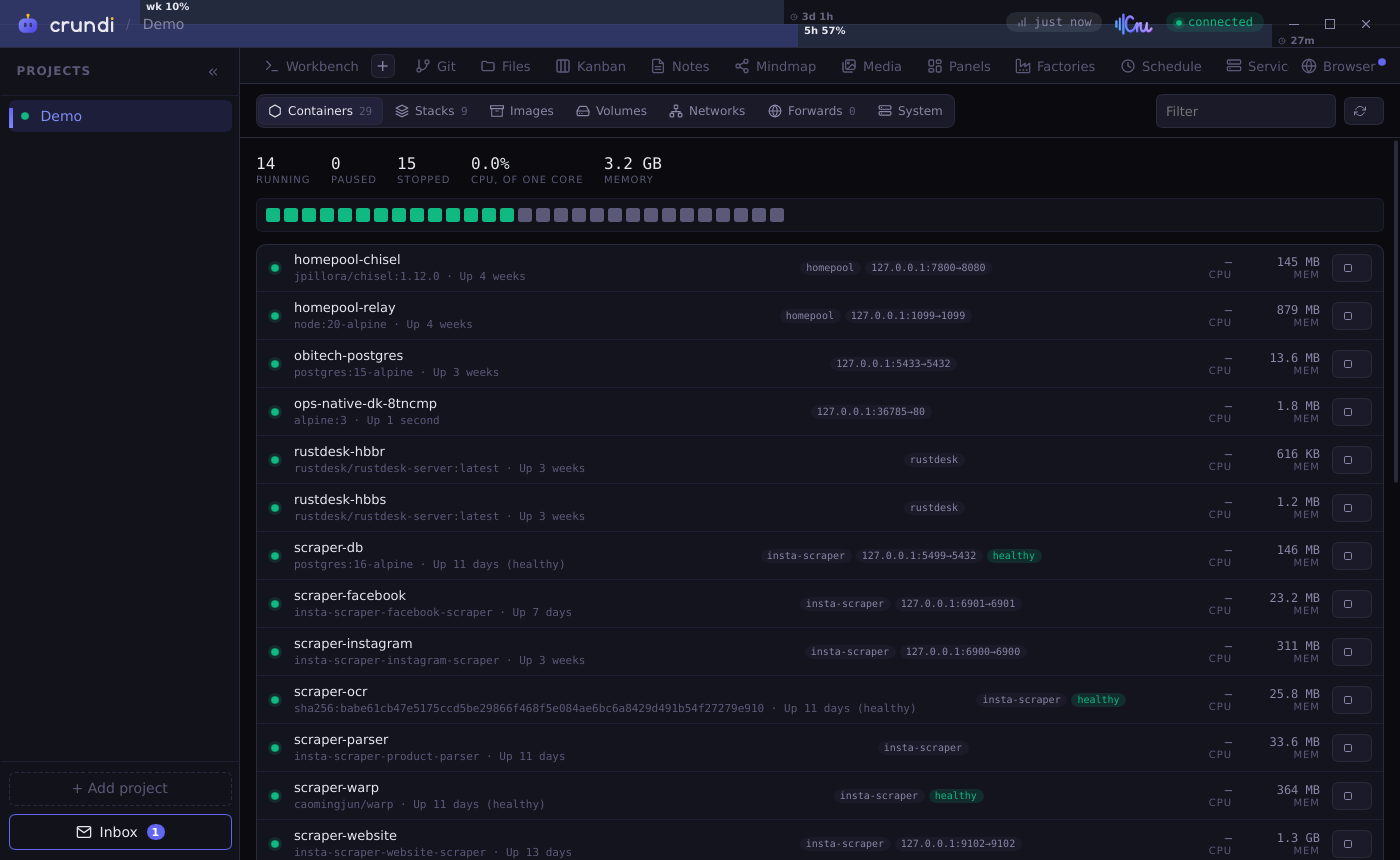 wk 10%
crundi / Demo
3d 1h
5h 57%
just now
Cru
connected
27m
PROJECTS
«
Workbench
+
Git
Files
Kanban
Notes
Mindmap
Media
Panels
Factories
Schedule
Servic
Browser
Demo
Containers 29
Stacks 9
Images
Volumes
Networks
Forwards 0
System
Filter
14 0 15 0.0% 3.2 GB
RUNNING PAUSED STOPPED CPU, OF ONE CORE MEMORY
homepool-chisel
jpillora/chisel:1.12.0 · Up 4 weeks
homepool 127.0.0.1:7800→8080
— 145 MB
CPU MEM
homepool-relay
node:20-alpine · Up 4 weeks
homepool 127.0.0.1:1099→1099
— 879 MB
CPU MEM
obitech-postgres
postgres:15-alpine · Up 3 weeks
127.0.0.1:5433→5432
— 13.6 MB
CPU MEM
ops-native-dk-8tncmp
alpine:3 · Up 1 second
127.0.0.1:36785→80
— 1.8 MB
CPU MEM
rustdesk-hbbr
rustdesk/rustdesk-server:latest · Up 3 weeks
rustdesk
— 616 KB
CPU MEM
rustdesk-hbbs
rustdesk/rustdesk-server:latest · Up 3 weeks
rustdesk
— 1.2 MB
CPU MEM
scraper-db
postgres:16-alpine · Up 11 days (healthy)
insta-scraper 127.0.0.1:5499→5432 healthy
— 146 MB
CPU MEM
scraper-facebook
insta-scraper-facebook-scraper · Up 7 days
insta-scraper 127.0.0.1:6901→6901
— 23.2 MB
CPU MEM
scraper-instagram
insta-scraper-instagram-scraper · Up 3 weeks
insta-scraper 127.0.0.1:6900→6900
— 311 MB
CPU MEM
scraper-ocr
sha256:babe61cb47e5175ccd5be29866f468f5e084ae6bc6a8429d491b54f27279e910 · Up 11 days (healthy)
insta-scraper healthy
— 25.8 MB
CPU MEM
scraper-parser
insta-scraper-product-parser · Up 11 days
insta-scraper
— 33.6 MB
CPU MEM
scraper-warp
caomingjun/warp · Up 11 days (healthy)
insta-scraper healthy
— 364 MB
CPU MEM
scraper-website
insta-scraper-website-scraper · Up 13 days
insta-scraper 127.0.0.1:9102→9102
— 1.3 GB
CPU MEM
+ Add project
Inbox 1